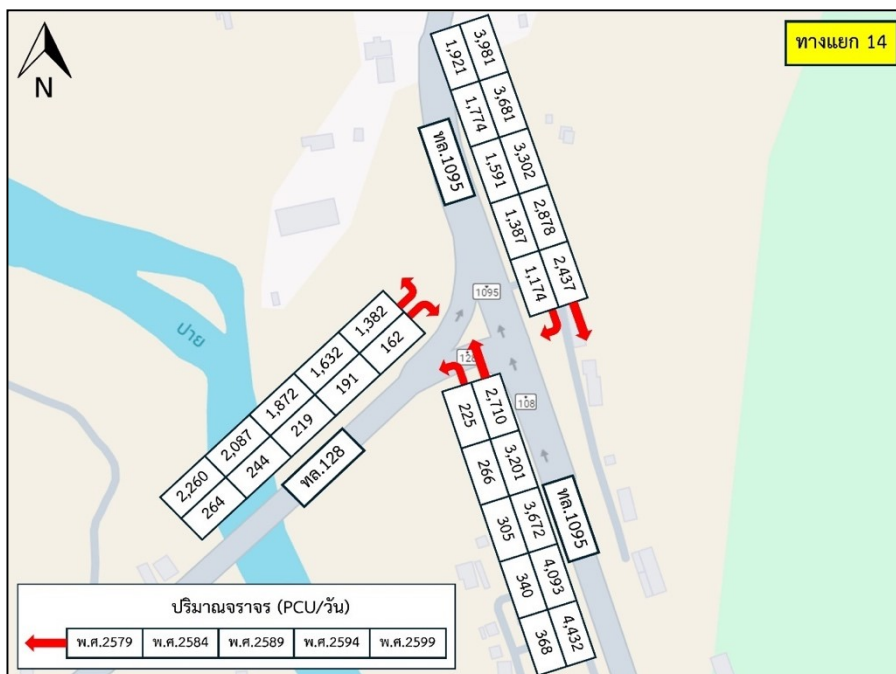 N
ทางแยก 14
1,921 3,981
1,774 3,681
1,591 3,302
1,387 2,878
1,174 2,437
ทล.1095
1095
ปาย
1,382
1,632 162
1,872 191
2,087 219
2,260 244
264
ทล.128
128
108
225 2,710
266 3,201
305 3,672
340 4,093
368 4,432
ทล.1095
ปริมาณจราจร (PCU/วัน)
พ.ศ.2579 พ.ศ.2584 พ.ศ.2589 พ.ศ.2594 พ.ศ.2599